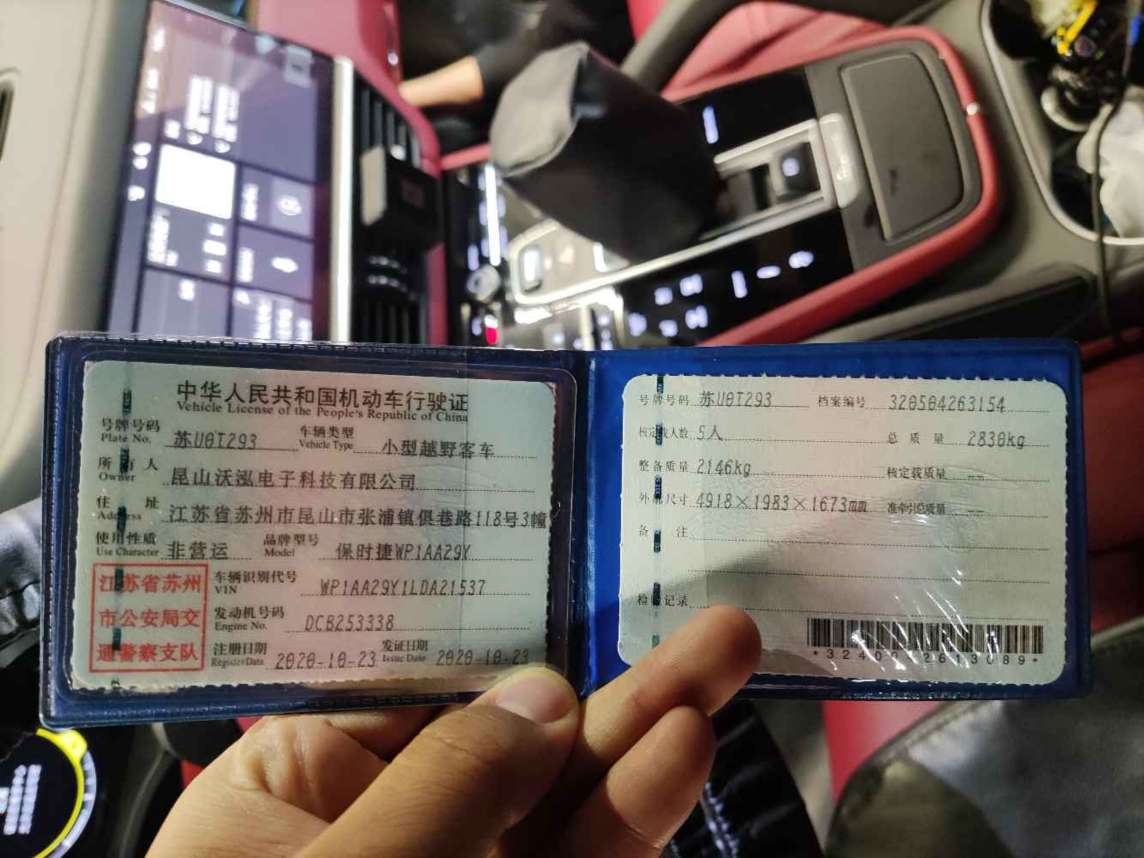 中华人民共和国机动车行驶证
Vehicle License of the People's Republic of China
号牌号码 苏U0T293 车辆类型 小型越野客车
Plate No. Vehicle Type
所有人 昆山沃泓电子科技有限公司
Owner
住址 江苏省苏州市昆山市张浦镇俱巷路118号3幢
Address
使用性质 非营运 品牌型号 保时捷WP1AA29Y
Use Character Model
江苏省苏州
市公安局交
通警察支队
车辆识别代号 WP1AA29Y1LDA21537
VIN
发动机号码 DCB253338
Engine No.
注册日期 2020-10-23 发证日期 2020-10-23
Register Date Issue Date
号牌号码 苏U0T293 档案编号 320504263154
核定载人数 5人 总质量 2830kg
整备质量 2146kg 核定载质量 --
外廓尺寸 4918×1983×1673mm 准牵引总质量 --
备注
检验记录